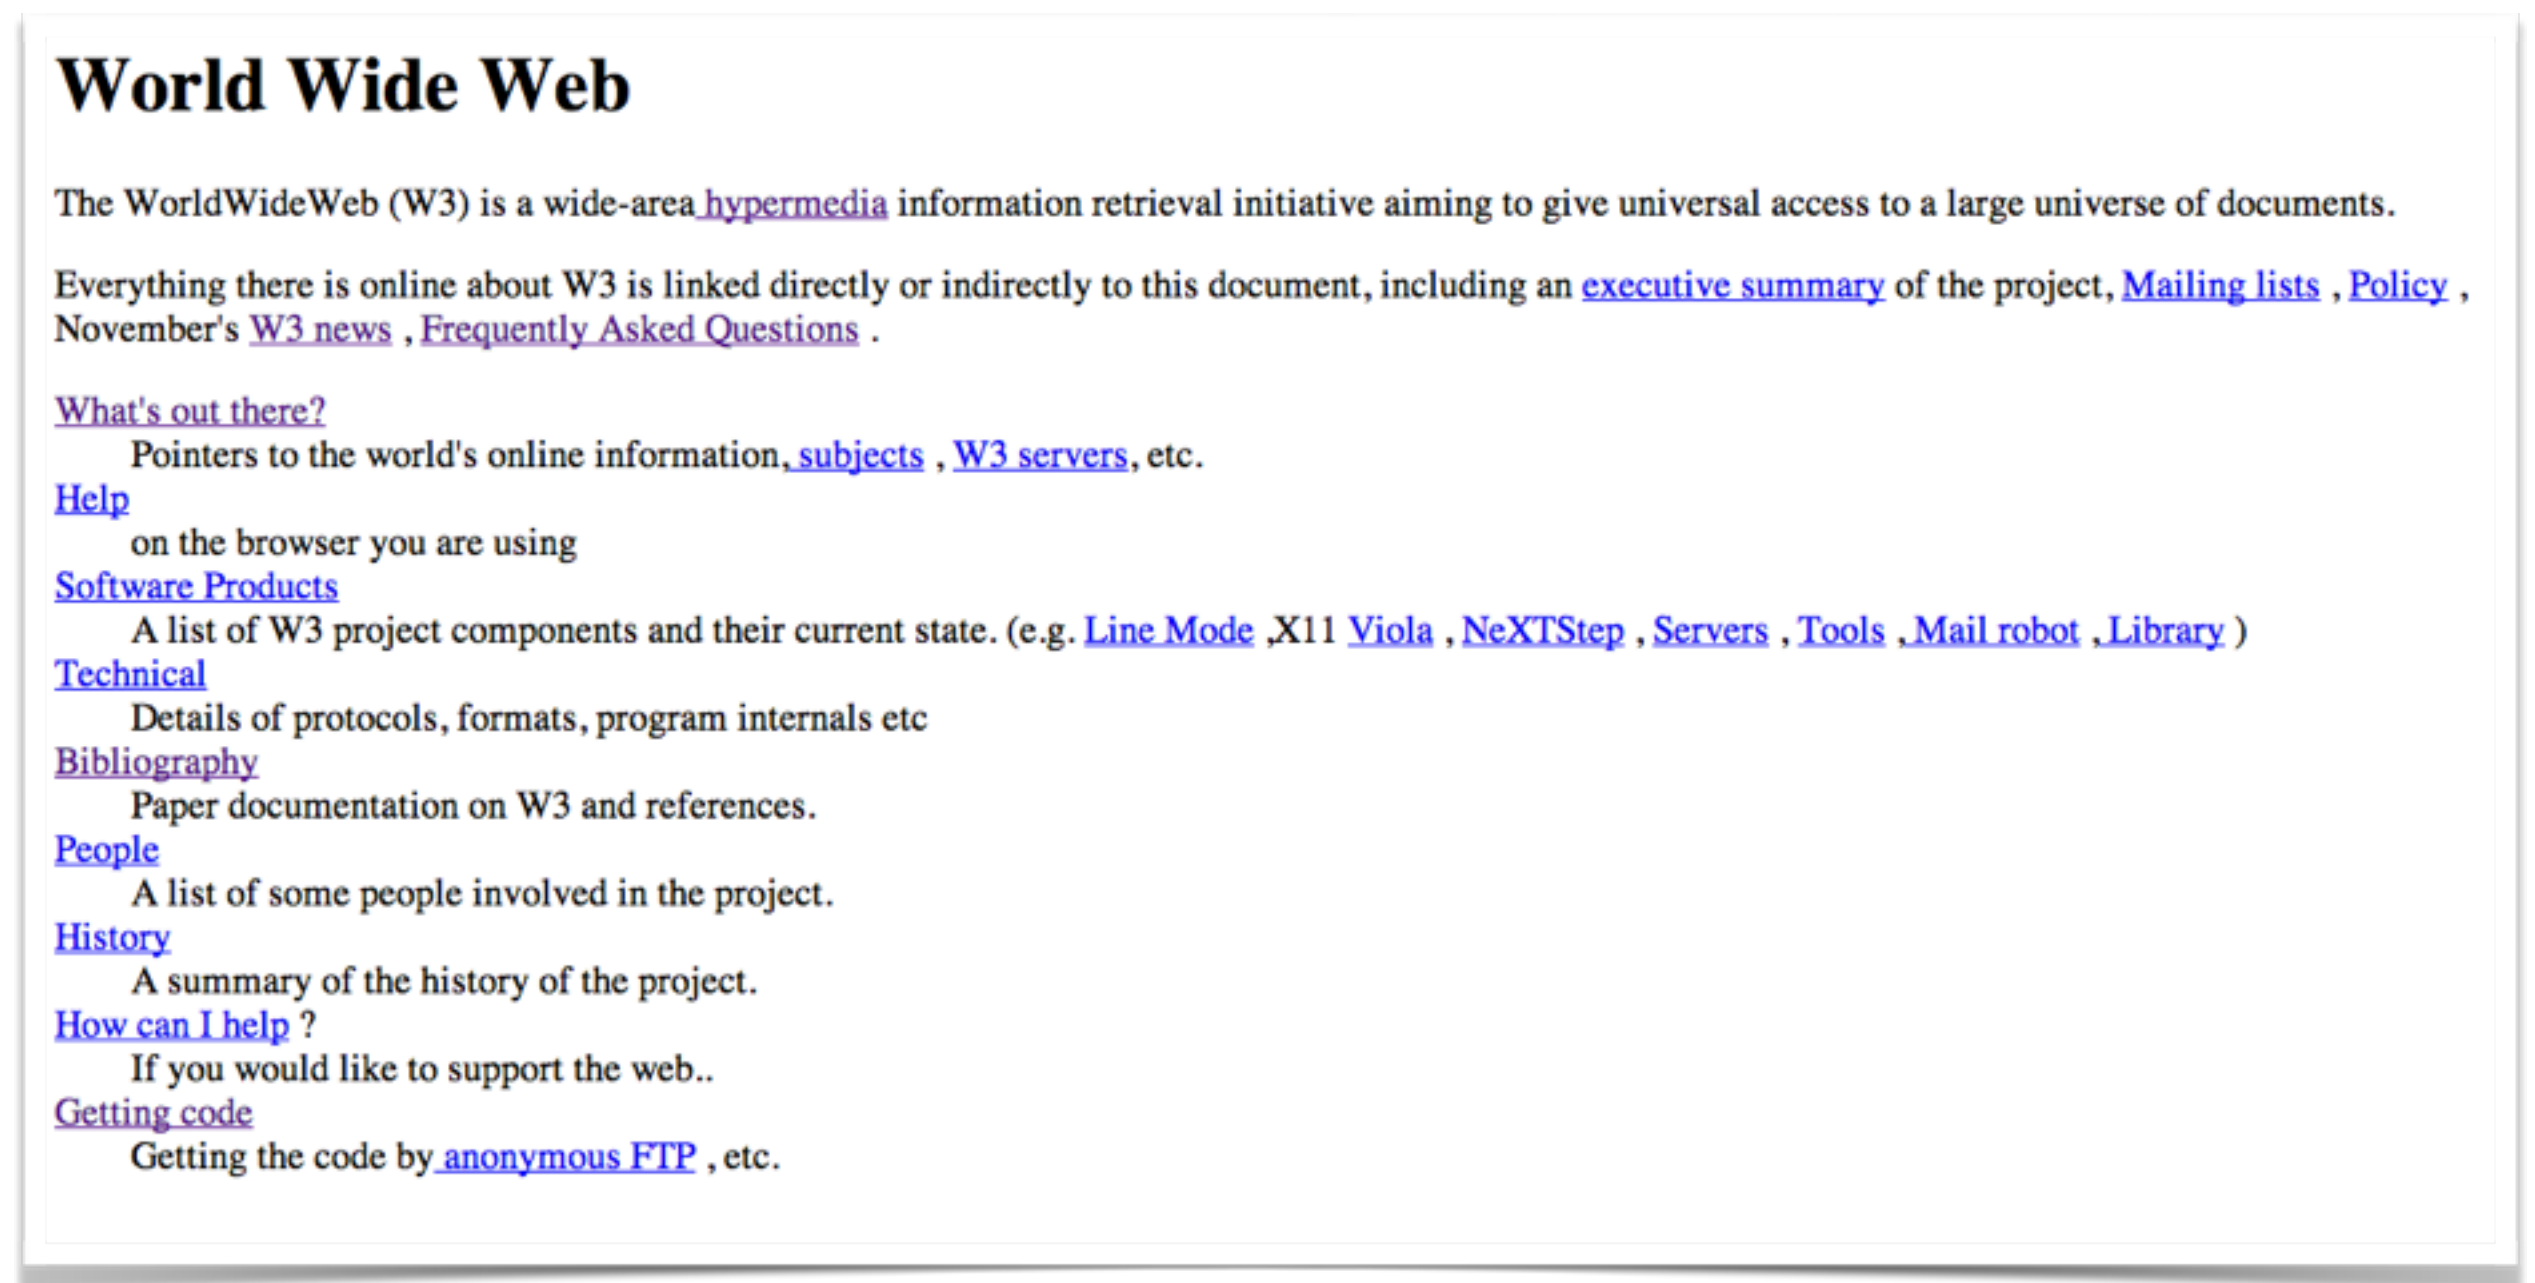 World Wide Web
The WorldWideWeb (W3) is a wide-area hypermedia information retrieval initiative aiming to give universal access to a large universe of documents.
Everything there is online about W3 is linked directly or indirectly to this document, including an executive summary of the project, Mailing lists , Policy ,
November's W3 news , Frequently Asked Questions .
What's out there?
Pointers to the world's online information, subjects , W3 servers, etc.
Help
on the browser you are using
Software Products
A list of W3 project components and their current state. (e.g. Line Mode ,X11 Viola , NeXTStep , Servers , Tools , Mail robot , Library )
Technical
Details of protocols, formats, program internals etc
Bibliography
Paper documentation on W3 and references.
People
A list of some people involved in the project.
History
A summary of the history of the project.
How can I help ?
If you would like to support the web..
Getting code
Getting the code by anonymous FTP , etc.